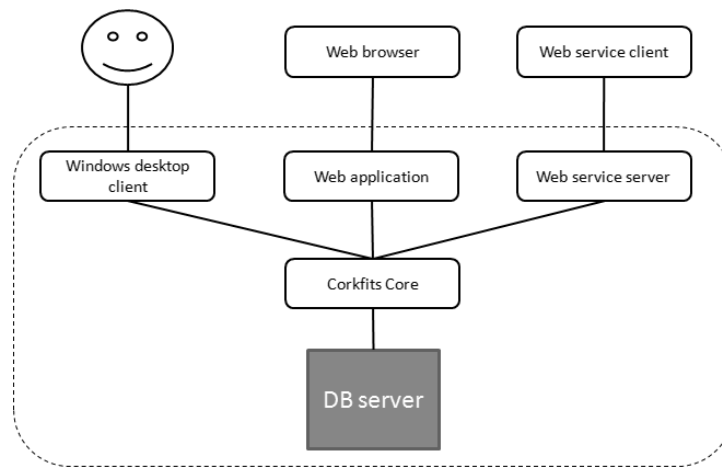 Web browser
Web service client
Windows desktop
client
Web application
Web service server
Corkfits Core
DB server